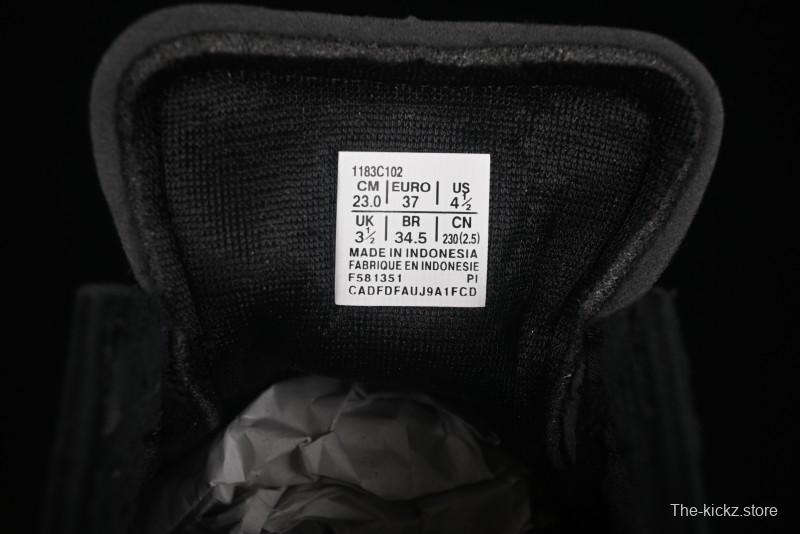 1183C102
CM EURO US
23.0 37 4½
UK BR CN
3½ 34.5 230(2.5)
MADE IN INDONESIA
FABRIQUE EN INDONESIE
F581351 PI
CADFDFAUJ9A1FCD
The-kickz.store